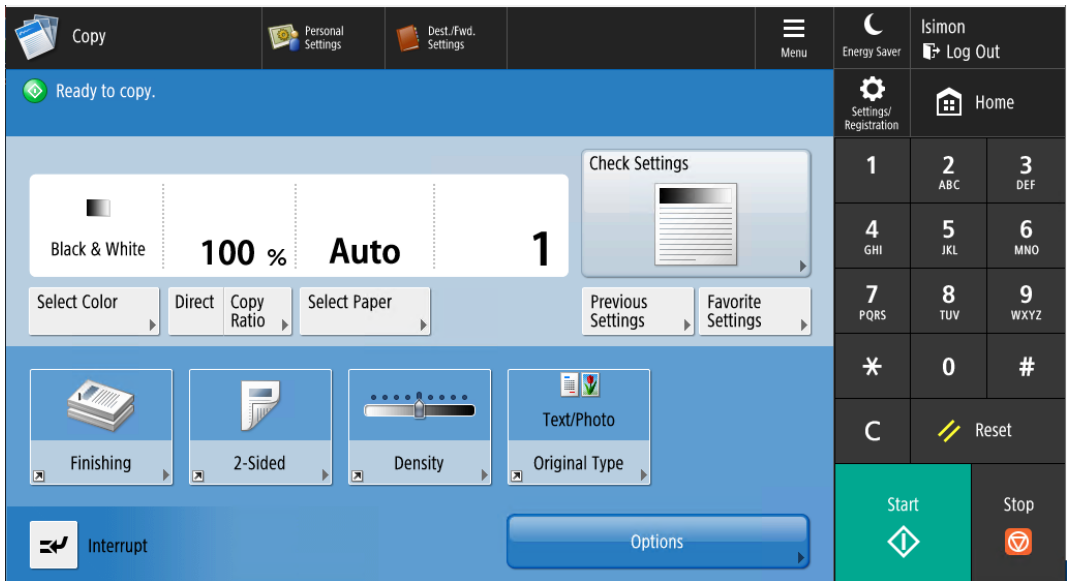 Copy
Personal
Settings
Dest./Fwd.
Settings
Menu
Energy Saver
Isimon
Log Out
Ready to copy.
Settings/
Registration
Home
Check Settings
Black & White
100 %
Auto
1
Select Color
Direct
Copy
Ratio
Select Paper
Previous
Settings
Favorite
Settings
1
2
ABC
3
DEF
4
GHI
5
JKL
6
MNO
7
PQRS
8
TUV
9
WXYZ
*
0
#
C
Reset
Finishing
2-Sided
Density
Text/Photo
Original Type
Start
Stop
Interrupt
Options